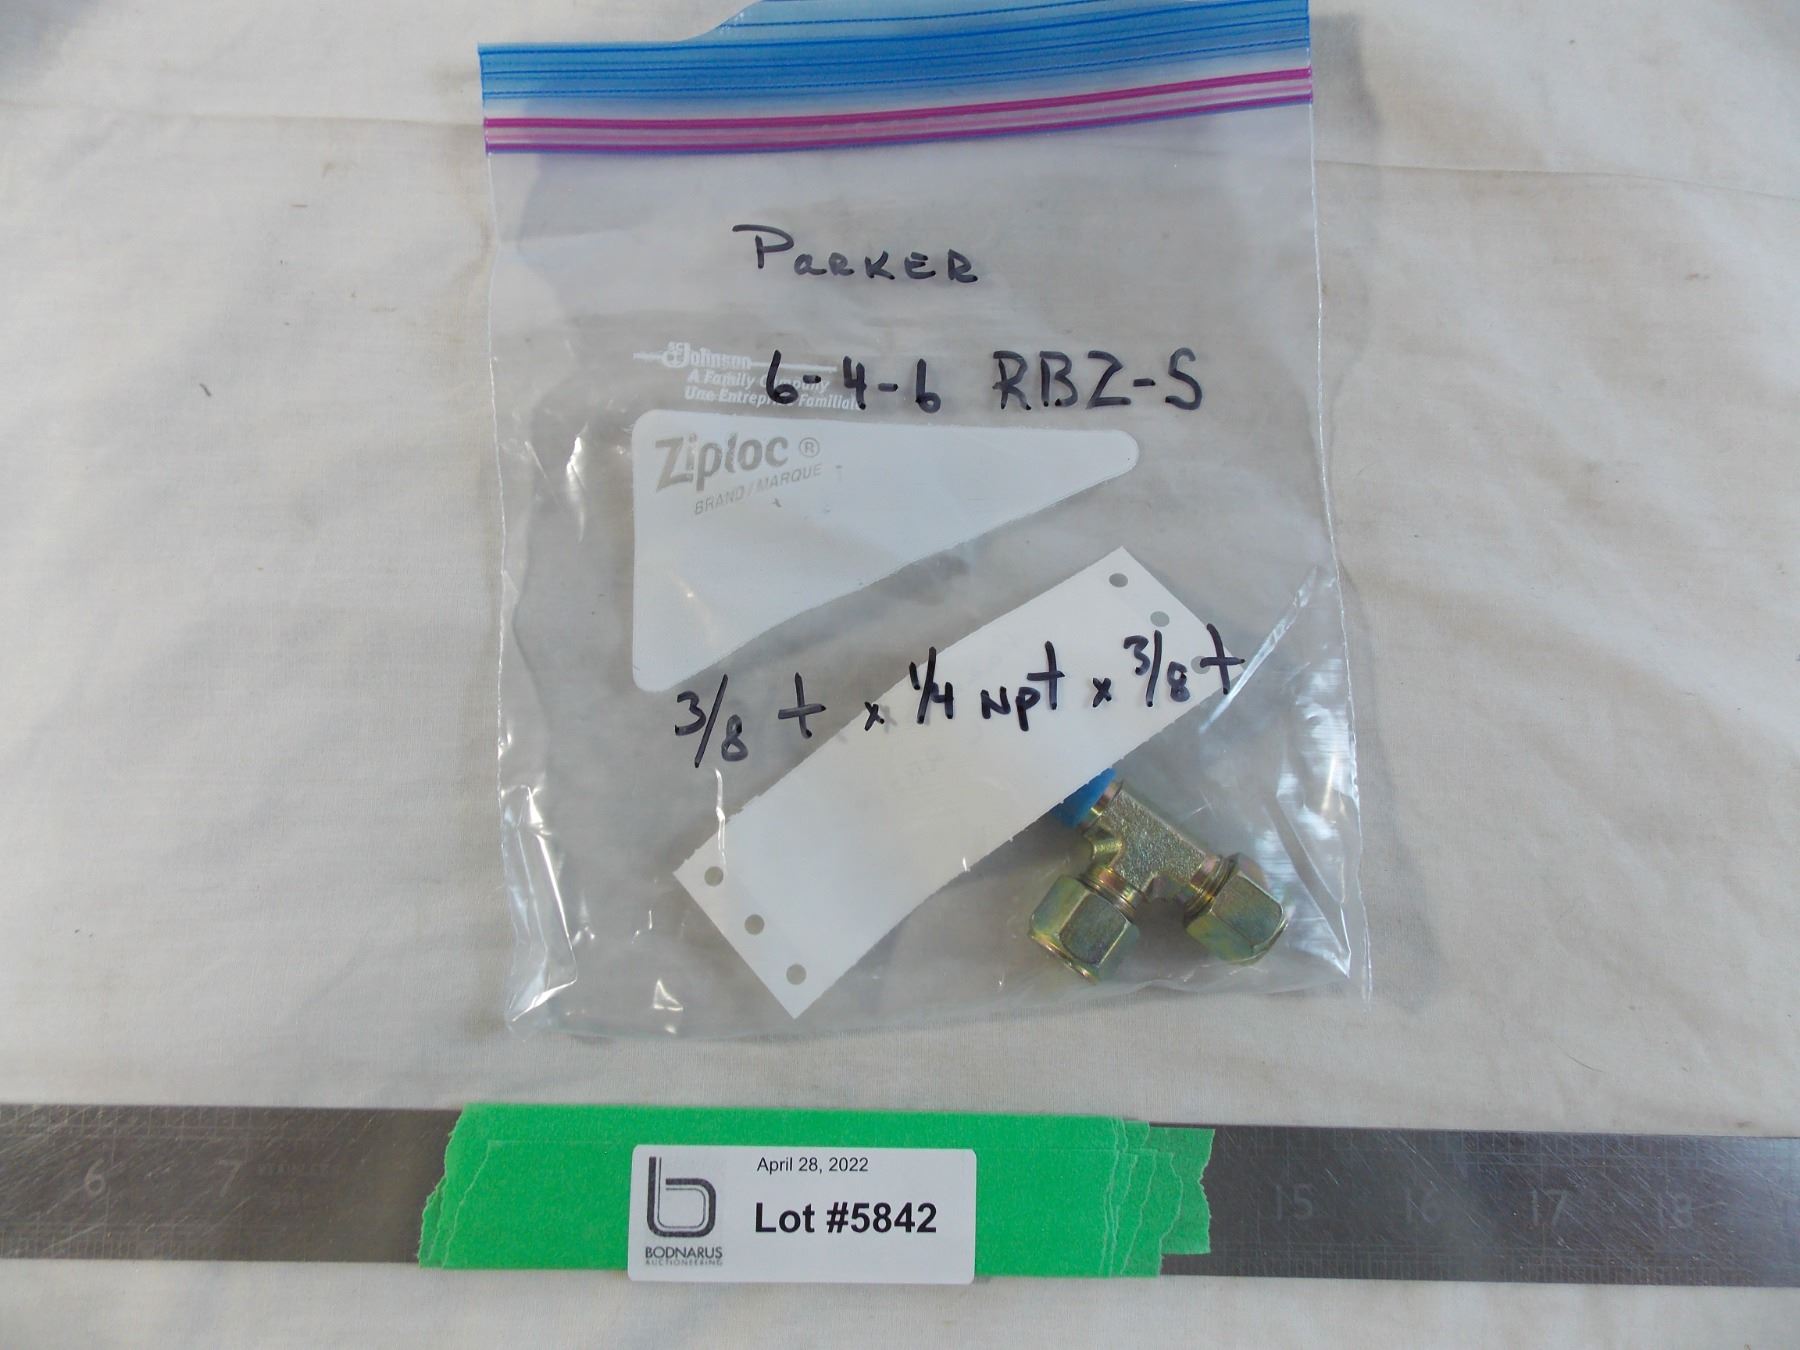 Parker
SC Johnson
A Family Company
Une Entreprise Familiale
6-4-6 RBZ-S
Ziploc ®
BRAND/MARQUE
3/8 t x 1/4 Npt x 3/8 t
6 7 STAINLESS 15 16 17 18
April 28, 2022
Lot #5842
BODNARUS
AUCTIONEERING